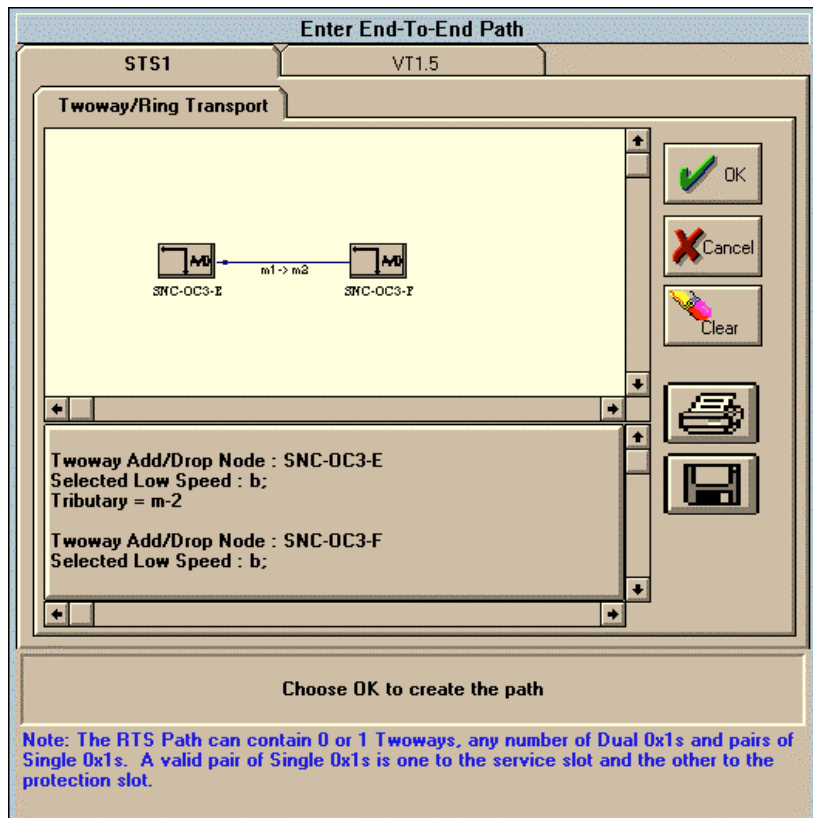 Enter End-To-End Path
STS1
VT1.5
Twoway/Ring Transport
OK
Cancel
Clear
A/D
A/D
m1-> m2
SNC-OC3-E
SNC-OC3-F
Twoway Add/Drop Node : SNC-OC3-E
Selected Low Speed : b;
Tributary = m-2
Twoway Add/Drop Node : SNC-OC3-F
Selected Low Speed : b;
Choose OK to create the path
Note: The RTS Path can contain 0 or 1 Twoways, any number of Dual 0x1s and pairs of
Single 0x1s.  A valid pair of Single 0x1s is one to the service slot and the other to the
protection slot.